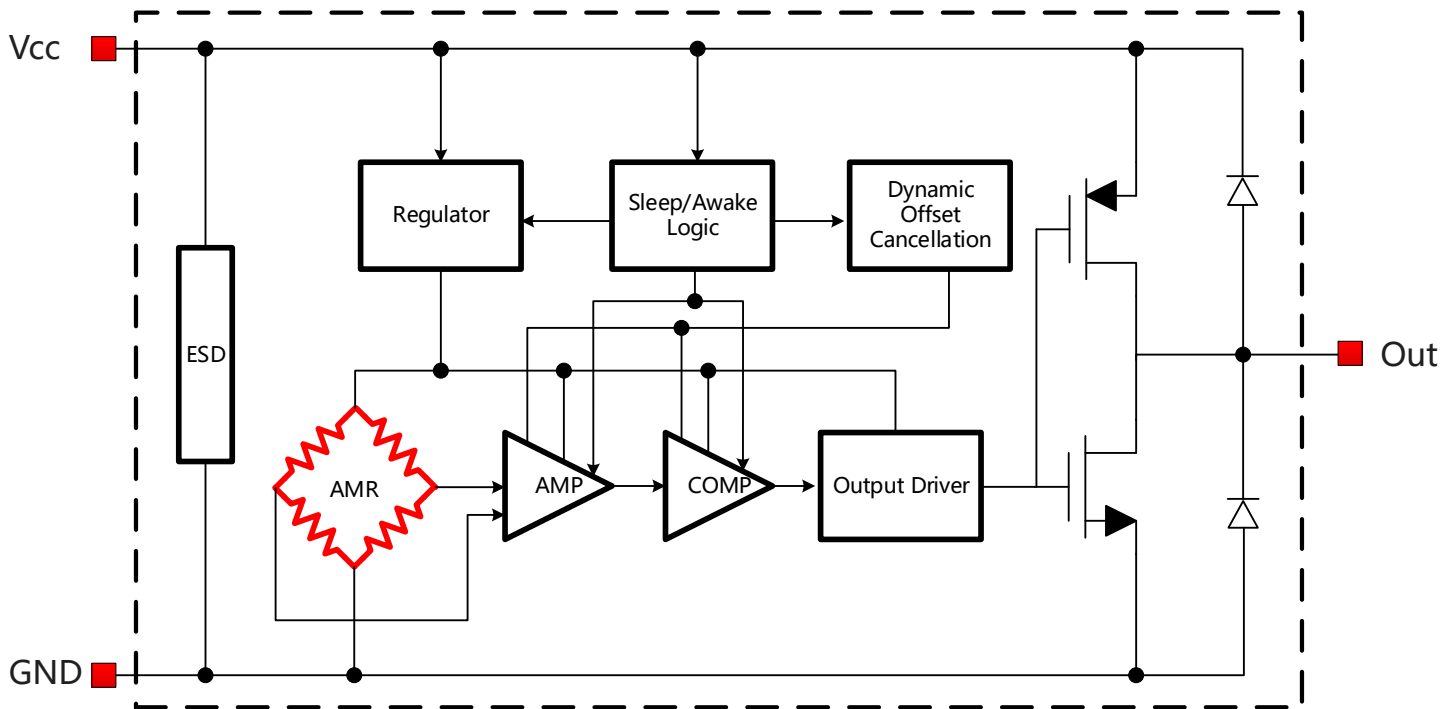 Vcc
Regulator
Sleep/Awake
Logic
Dynamic
Offset
Cancellation
ESD
Out
AMR
AMP
COMP
Output Driver
GND